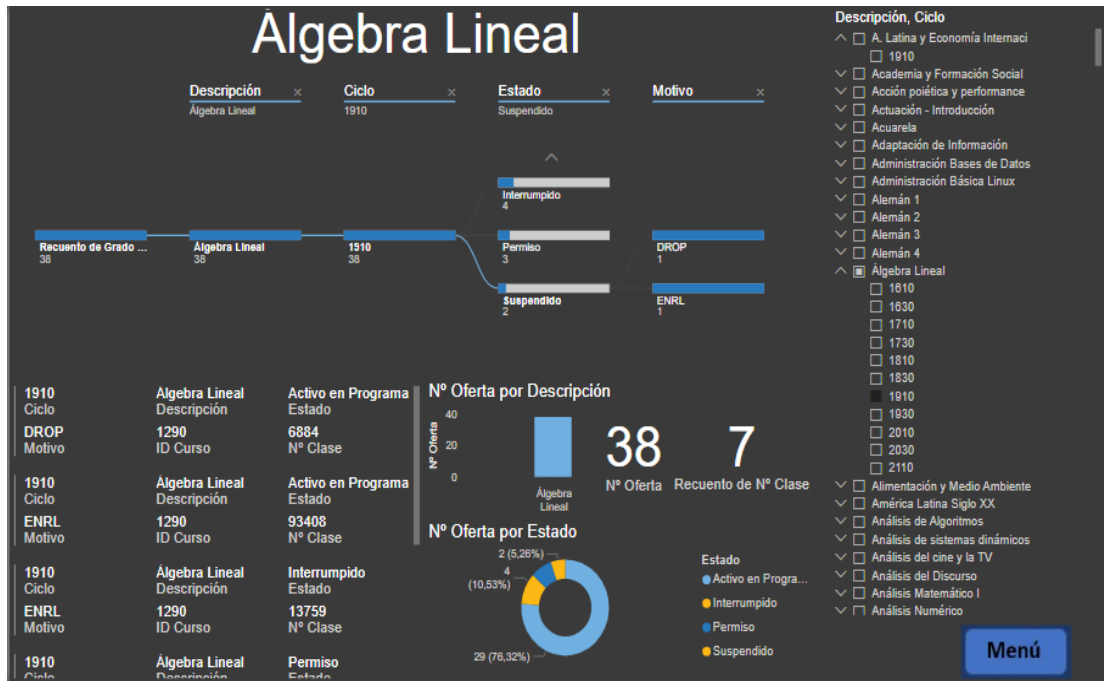 Álgebra Lineal
Descripción × Ciclo × Estado × Motivo ×
Álgebra Lineal 1910 Suspendido
Interrumpido
4
Recuento de Grado ... Álgebra Lineal 1910 Permiso DROP
38 38 38 3 1
Suspendido ENRL
2 1
1910 Álgebra Lineal Activo en Programa
Ciclo Descripción Estado
DROP 1290 6884
Motivo ID Curso Nº Clase
1910 Álgebra Lineal Activo en Programa
Ciclo Descripción Estado
ENRL 1290 93408
Motivo ID Curso Nº Clase
1910 Álgebra Lineal Interrumpido
Ciclo Descripción Estado
ENRL 1290 13759
Motivo ID Curso Nº Clase
1910 Álgebra Lineal Permiso
Ciclo Descripción Estado
Nº Oferta por Descripción
Nº Oferta
40
20
0
Álgebra
Lineal
38
Nº Oferta
7
Recuento de Nº Clase
Nº Oferta por Estado
2 (5,26%)
4
(10,53%)
29 (76,32%)
Estado
Activo en Progra...
Interrumpido
Permiso
Suspendido
Descripción, Ciclo
A. Latina y Economía Internaci
1910
Academia y Formación Social
Acción poiética y performance
Actuación - Introducción
Acuarela
Adaptación de Información
Administración Bases de Datos
Administración Básica Linux
Alemán 1
Alemán 2
Alemán 3
Alemán 4
Álgebra Lineal
1610
1630
1710
1730
1810
1830
1910
1930
2010
2030
2110
Alimentación y Medio Ambiente
América Latina Siglo XX
Análisis de Algoritmos
Análisis de sistemas dinámicos
Análisis del cine y la TV
Análisis del Discurso
Análisis Matemático I
Análisis Numérico
Menú